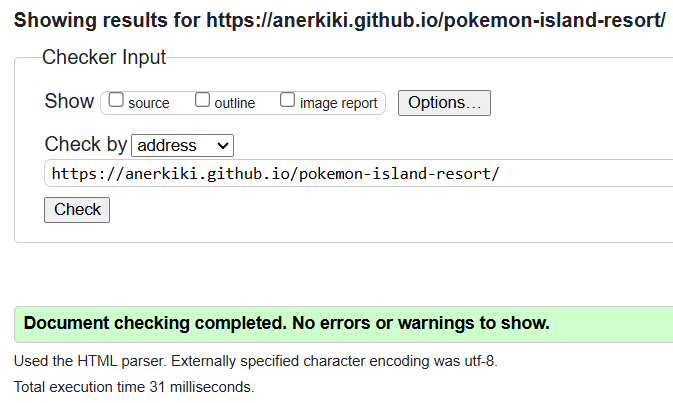 Showing results for https://anerkiki.github.io/pokemon-island-resort/
Checker Input
Show source outline image report Options...
Check by address
https://anerkiki.github.io/pokemon-island-resort/
Check
Document checking completed. No errors or warnings to show.
Used the HTML parser. Externally specified character encoding was utf-8.
Total execution time 31 milliseconds.